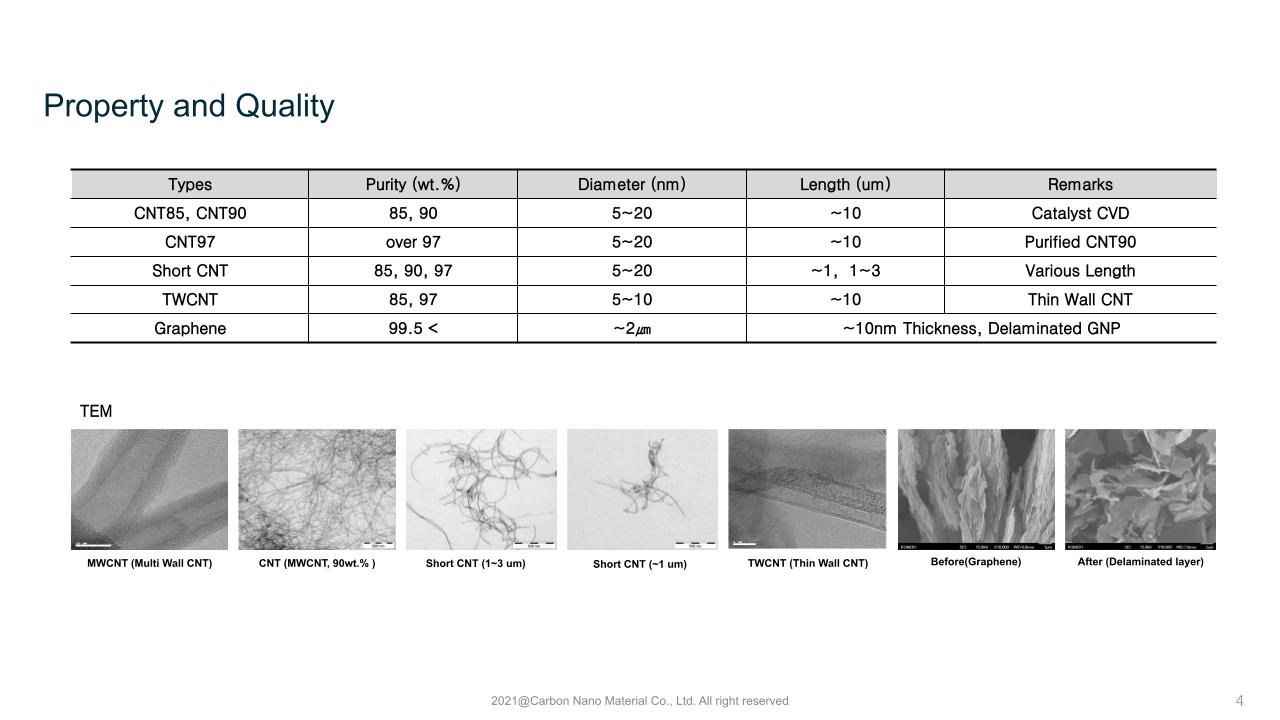 Property and Quality
Types Purity (wt.%) Diameter (nm) Length (um) Remarks
CNT85, CNT90 85, 90 5~20 ~10 Catalyst CVD
CNT97 over 97 5~20 ~10 Purified CNT90
Short CNT 85, 90, 97 5~20 ~1, 1~3 Various Length
TWCNT 85, 97 5~10 ~10 Thin Wall CNT
Graphene 99.5 < ~2㎛ ~10nm Thickness, Delaminated GNP
TEM
MWCNT (Multi Wall CNT) CNT (MWCNT, 90wt.% ) Short CNT (1~3 um) Short CNT (~1 um) TWCNT (Thin Wall CNT) Before(Graphene) After (Delaminated layer)
2021@Carbon Nano Material Co., Ltd. All right reserved
4